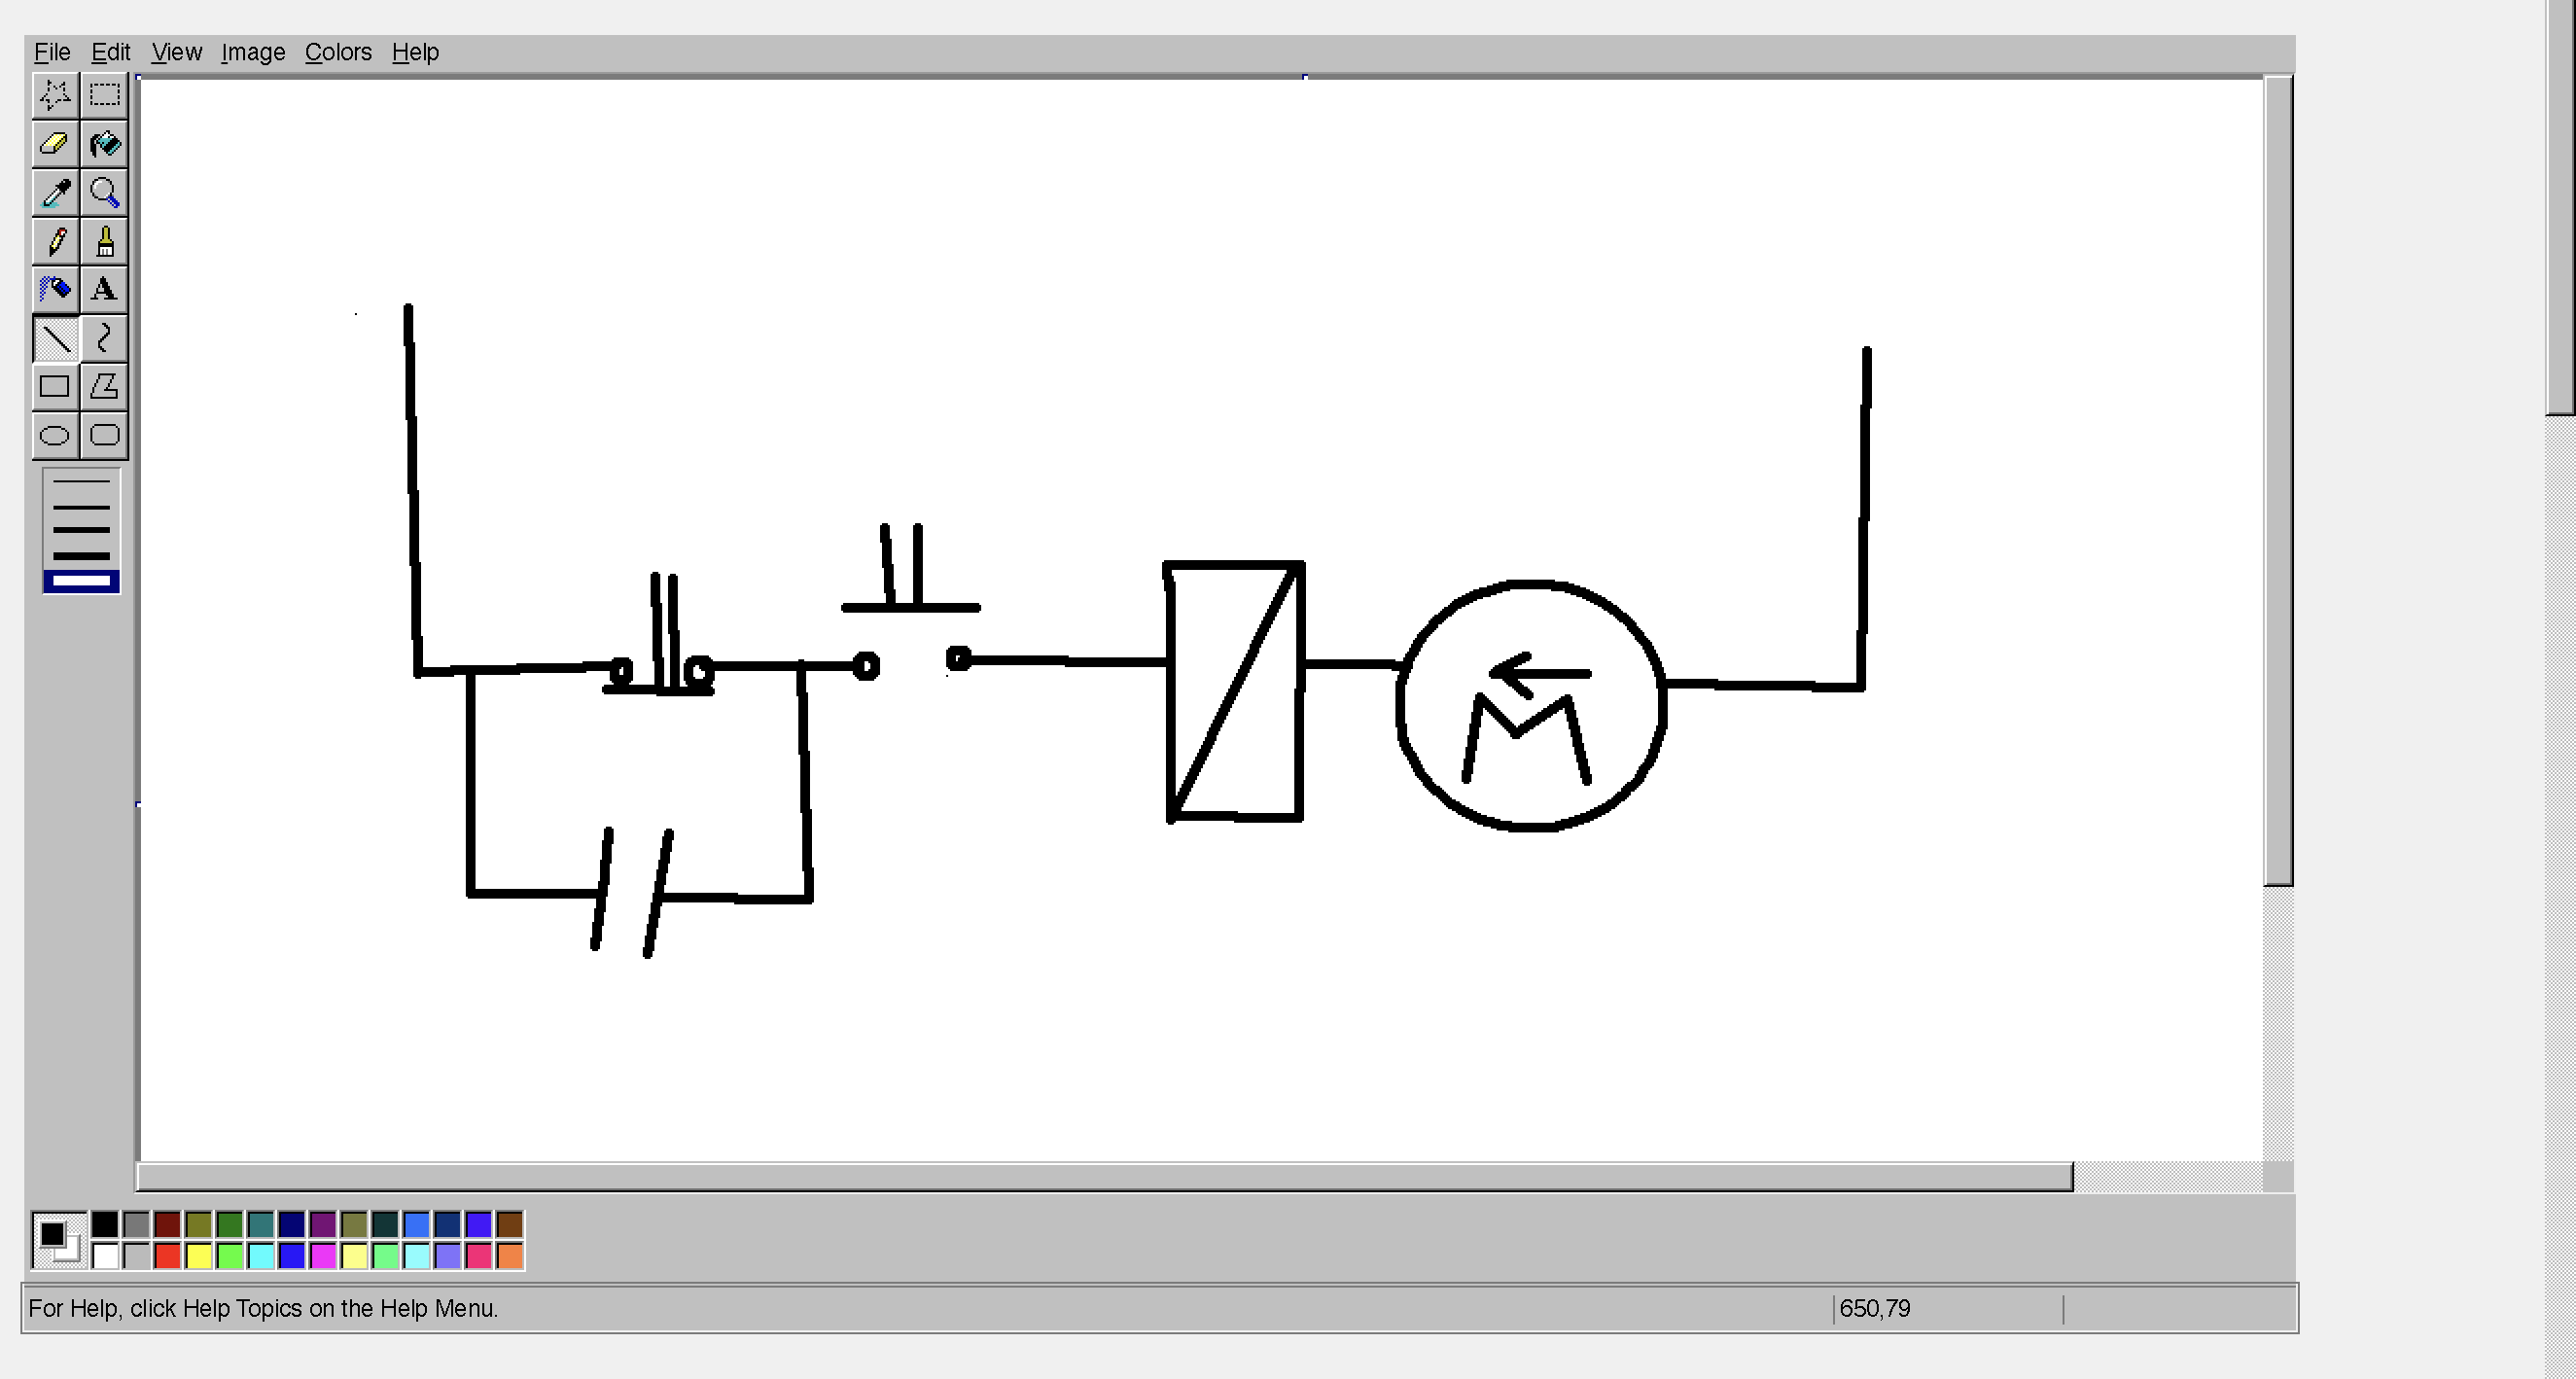 File Edit View Image Colors Help
A
M
For Help, click Help Topics on the Help Menu.
650,79